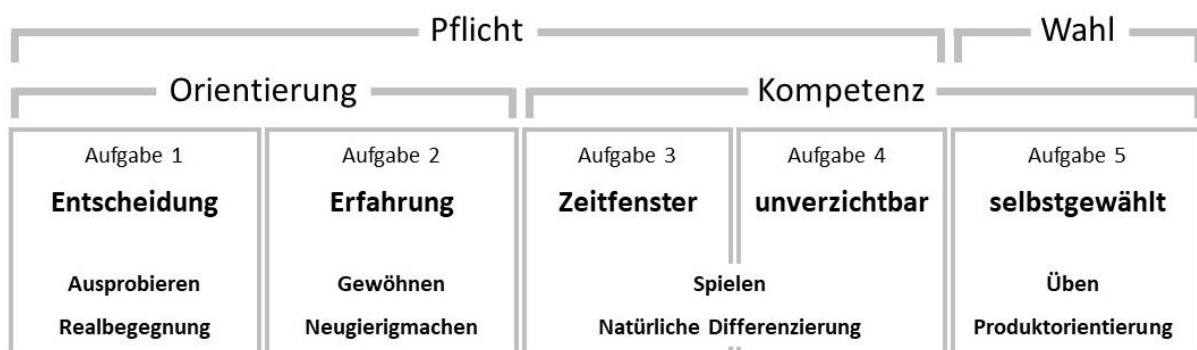 Pflicht Wahl
Orientierung Kompetenz
Aufgabe 1 Aufgabe 2 Aufgabe 3 Aufgabe 4 Aufgabe 5
Entscheidung Erfahrung Zeitfenster unverzichtbar selbstgewählt
Ausprobieren Gewöhnen Spielen Üben
Realbegegnung Neugierigmachen Natürliche Differenzierung Produktorientierung